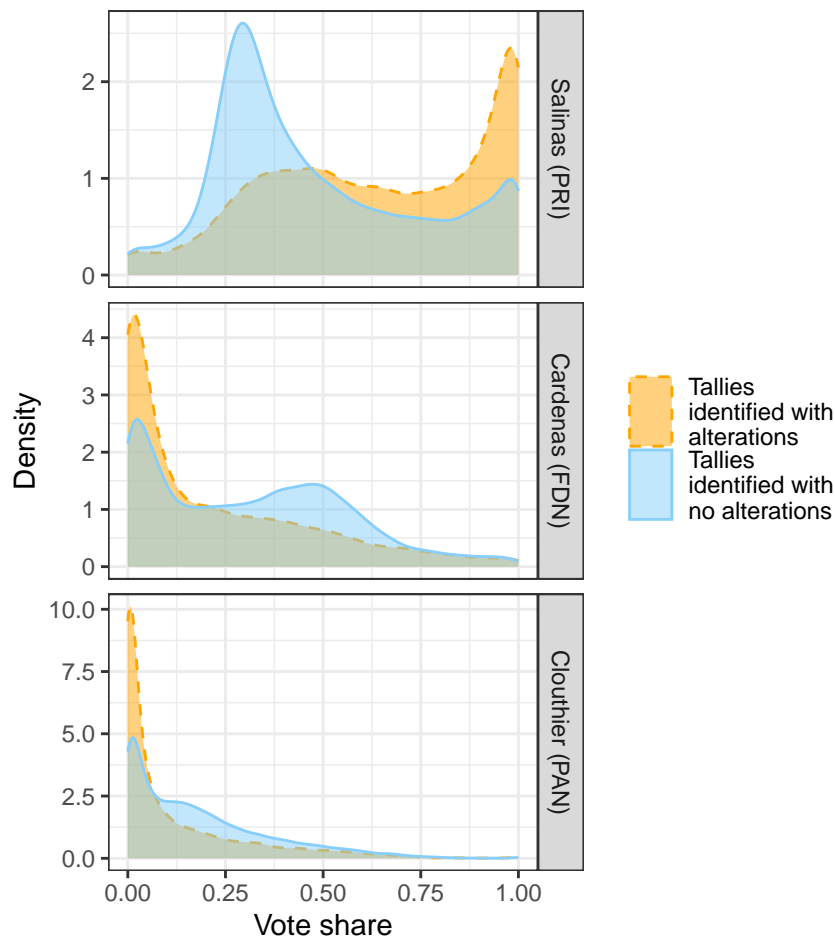 Density
2
1
0
Salinas (PRI)
4
3
2
1
0
Cardenas (FDN)
10.0
7.5
5.0
2.5
0.0
Clouthier (PAN)
0.00 0.25 0.50 0.75 1.00
Vote share
Tallies
identified with
alterations
Tallies
identified with
no alterations